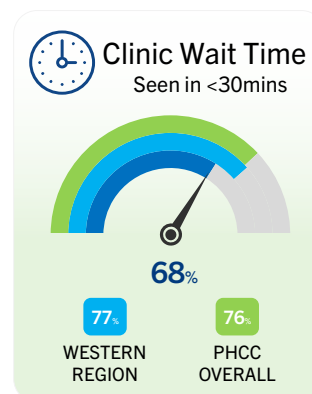 Clinic Wait Time
Seen in <30mins
68%
77%
76%
WESTERN
REGION
PHCC
OVERALL